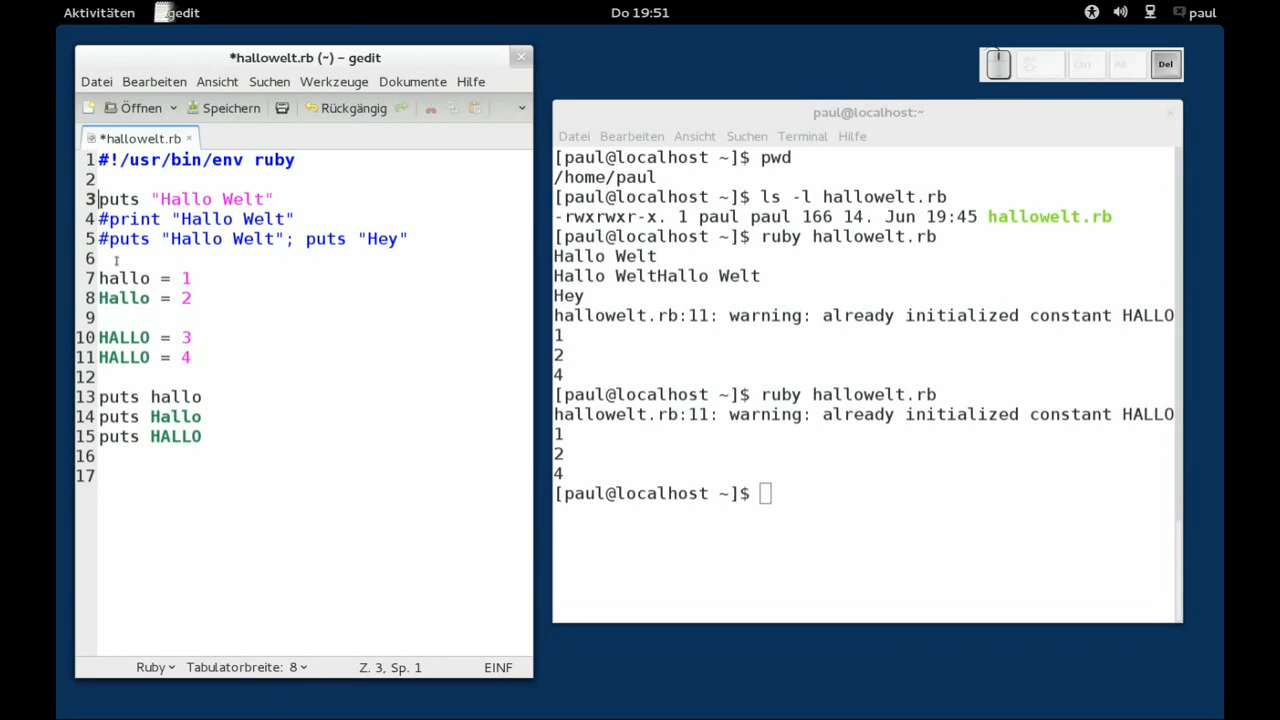 Aktivitäten gedit Do 19:51 paul
*hallowelt.rb (~) – gedit
Datei Bearbeiten Ansicht Suchen Werkzeuge Dokumente Hilfe
Öffnen Speichern Rückgängig
*hallowelt.rb
1 #!/usr/bin/env ruby
2
3 puts "Hallo Welt"
4 #print "Hallo Welt"
5 #puts "Hallo Welt"; puts "Hey"
6
7 hallo = 1
8 Hallo = 2
9
10 HALLO = 3
11 HALLO = 4
12
13 puts hallo
14 puts Hallo
15 puts HALLO
16
17
Ruby Tabulatorbreite: 8 Z. 3, Sp. 1 EINF
Ctrl Alt Del
paul@localhost:~
Datei Bearbeiten Ansicht Suchen Terminal Hilfe
[paul@localhost ~]$ pwd
/home/paul
[paul@localhost ~]$ ls -l hallowelt.rb
-rwxrwxr-x. 1 paul paul 166 14. Jun 19:45 hallowelt.rb
[paul@localhost ~]$ ruby hallowelt.rb
Hallo Welt
Hallo WeltHallo Welt
Hey
hallowelt.rb:11: warning: already initialized constant HALLO
1
2
4
[paul@localhost ~]$ ruby hallowelt.rb
hallowelt.rb:11: warning: already initialized constant HALLO
1
2
4
[paul@localhost ~]$